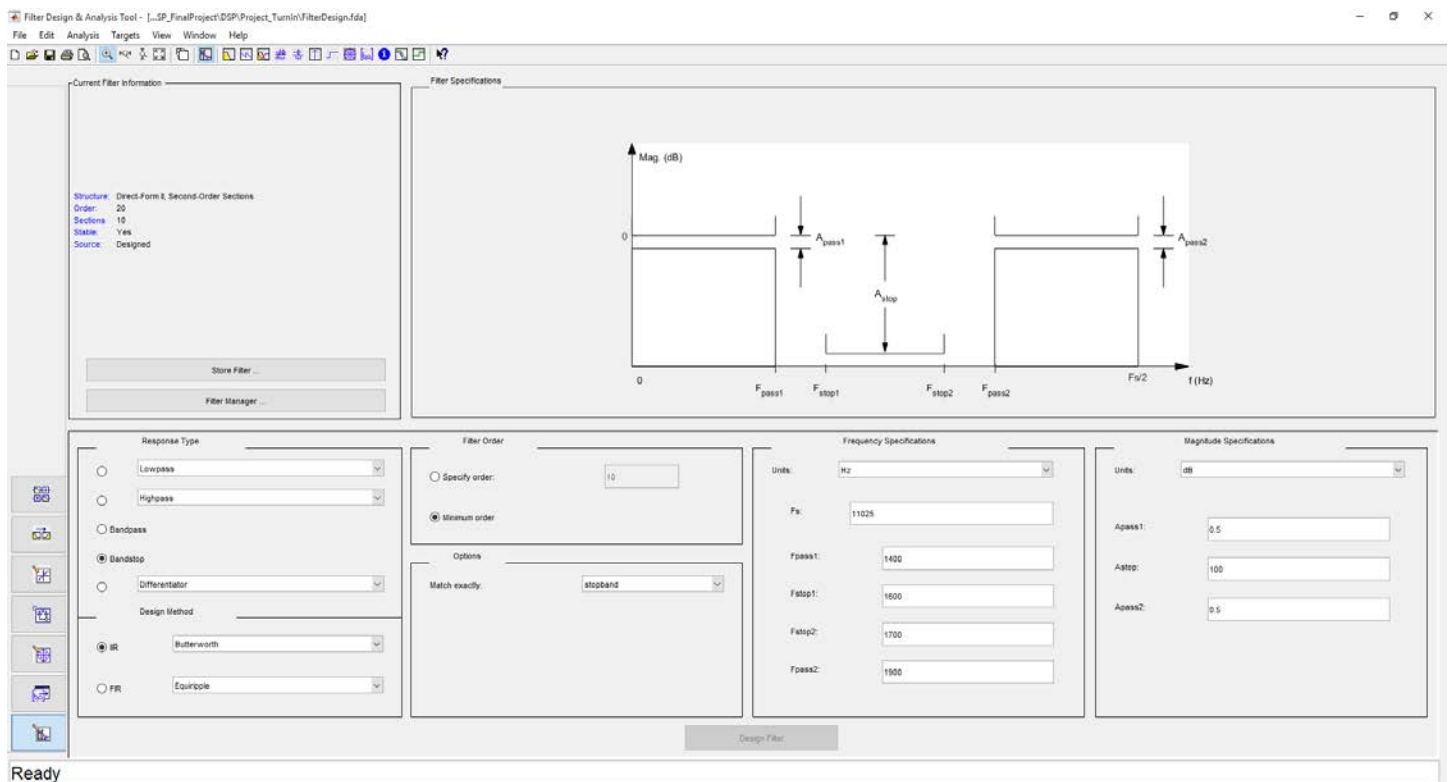 Filter Design & Analysis Tool - [...SP_FinalProject\DSP\Project_TurnIn\FilterDesign.fda]
File Edit Analysis Targets View Window Help
Current Filter Information
Structure: Direct-Form II, Second-Order Sections
Order: 20
Sections 10
Stable: Yes
Source: Designed
Store Filter ...
Filter Manager ...
Filter Specifications
Mag. (dB)
0
Apass1
Astop
Apass2
0
Fpass1
Fstop1
Fstop2
Fpass2
Fs/2
f (Hz)
Response Type
Lowpass
Highpass
Bandpass
Bandstop
Differentiator
Design Method
IIR Butterworth
FIR Equiripple
Filter Order
Specify order: 10
Minimum order
Options
Match exactly: stopband
Frequency Specifications
Units: Hz
Fs: 11025
Fpass1: 1400
Fstop1: 1600
Fstop2: 1700
Fpass2: 1900
Magnitude Specifications
Units: dB
Apass1: 0.5
Astop: 100
Apass2: 0.5
Design Filter
Ready